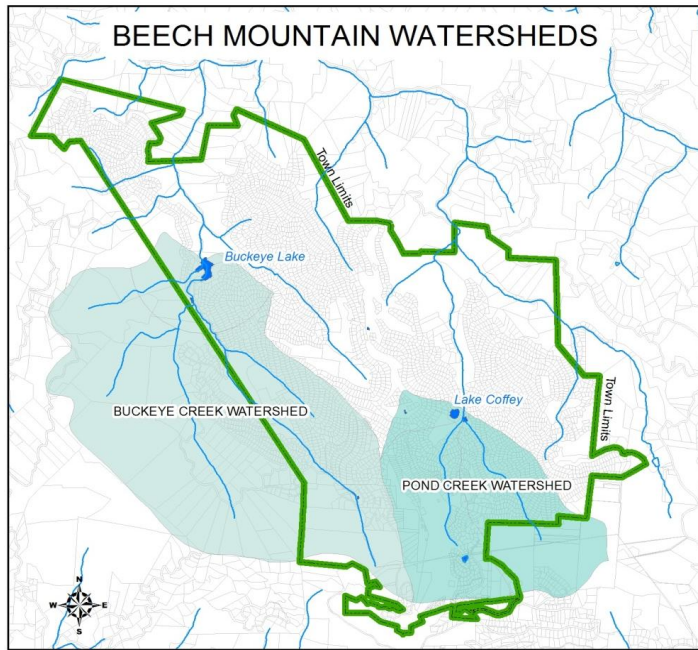 BEECH MOUNTAIN WATERSHEDS
Town Limits
Buckeye Lake
Town Limits
Lake Coffey
BUCKEYE CREEK WATERSHED
POND CREEK WATERSHED
N
W E
S